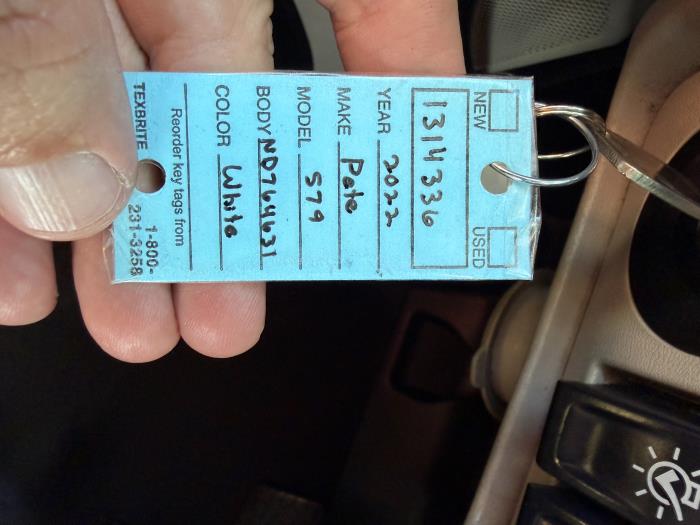 NEW USED
1314336
YEAR 2022
MAKE Pete
MODEL 579
BODY ND764631
COLOR White
Reorder key tags from
TEXBRITE 1-800-231-3258